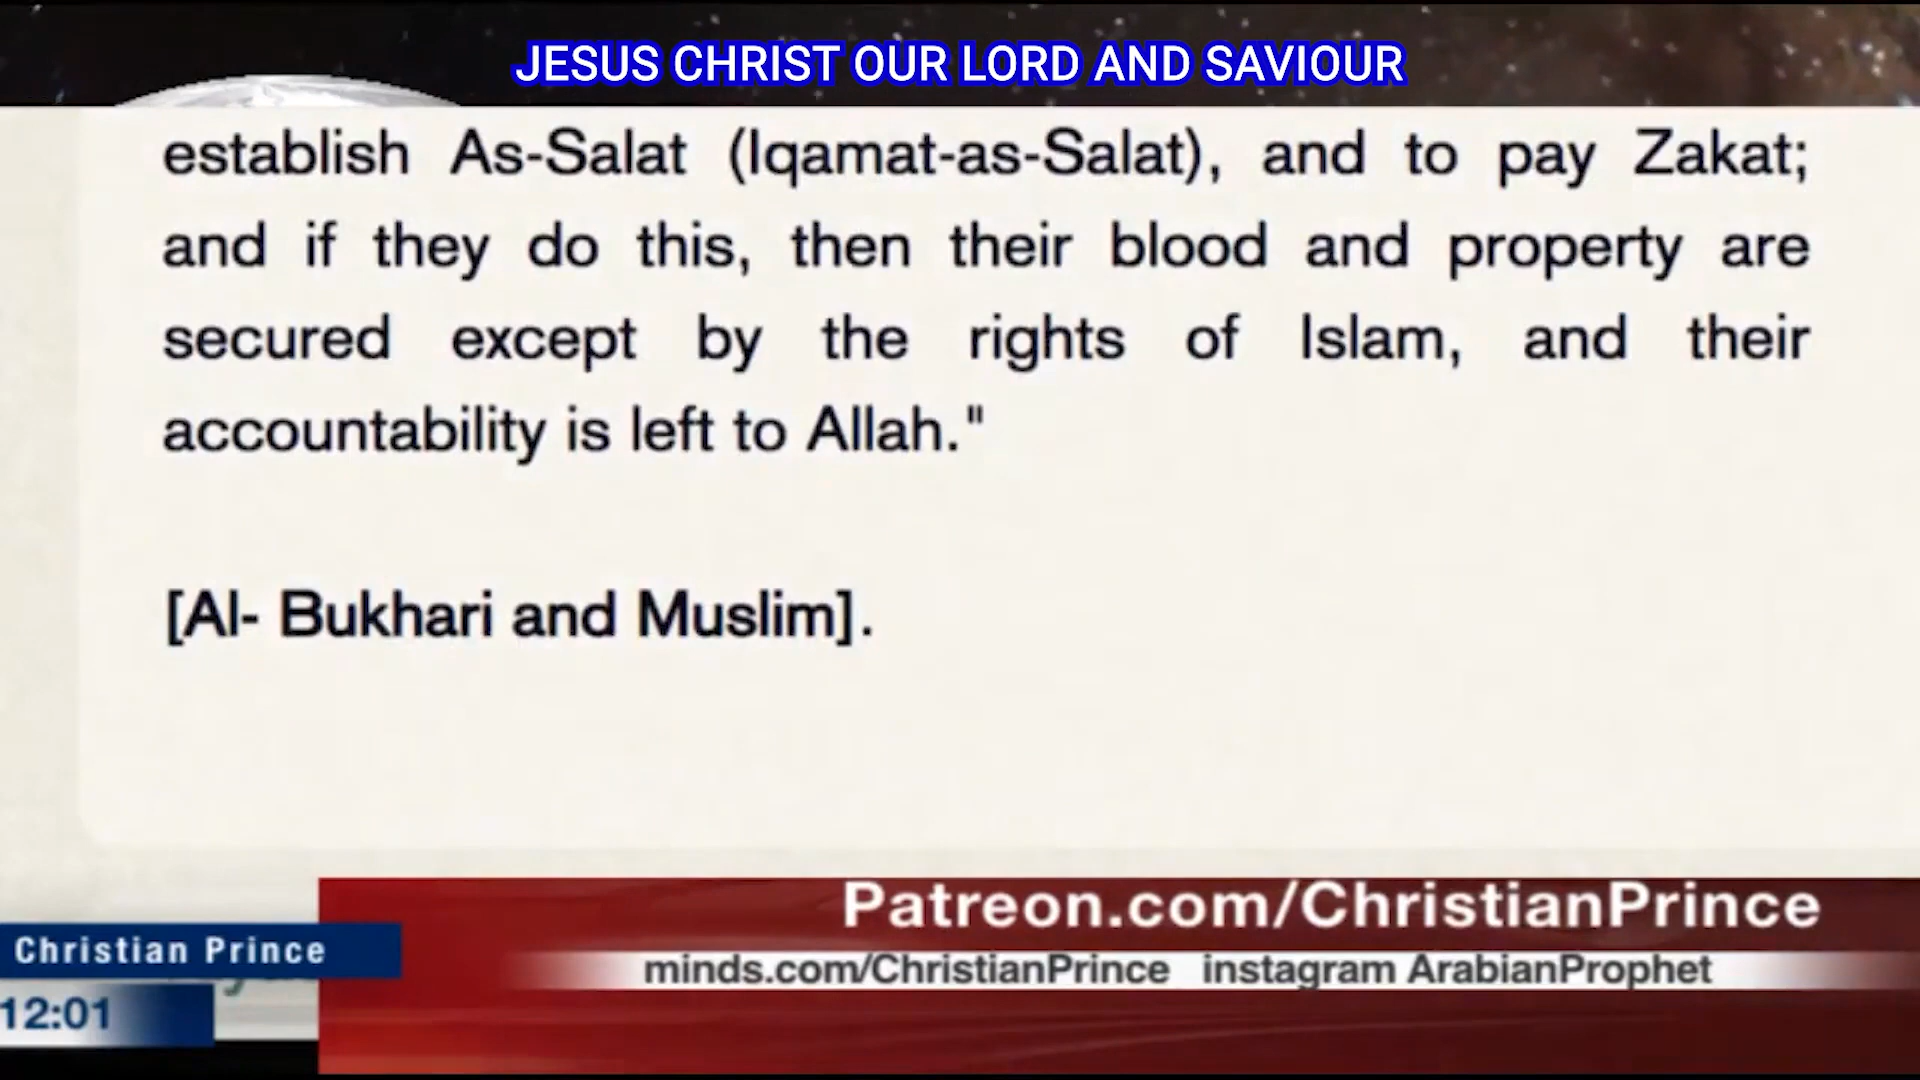 JESUS CHRIST OUR LORD AND SAVIOUR
establish As-Salat (Iqamat-as-Salat), and to pay Zakat;
and if they do this, then their blood and property are
secured except by the rights of Islam, and their
accountability is left to Allah."
[Al- Bukhari and Muslim].
Patreon.com/ChristianPrince
Christian Prince
minds.com/ChristianPrince instagram ArabianProphet
12:01